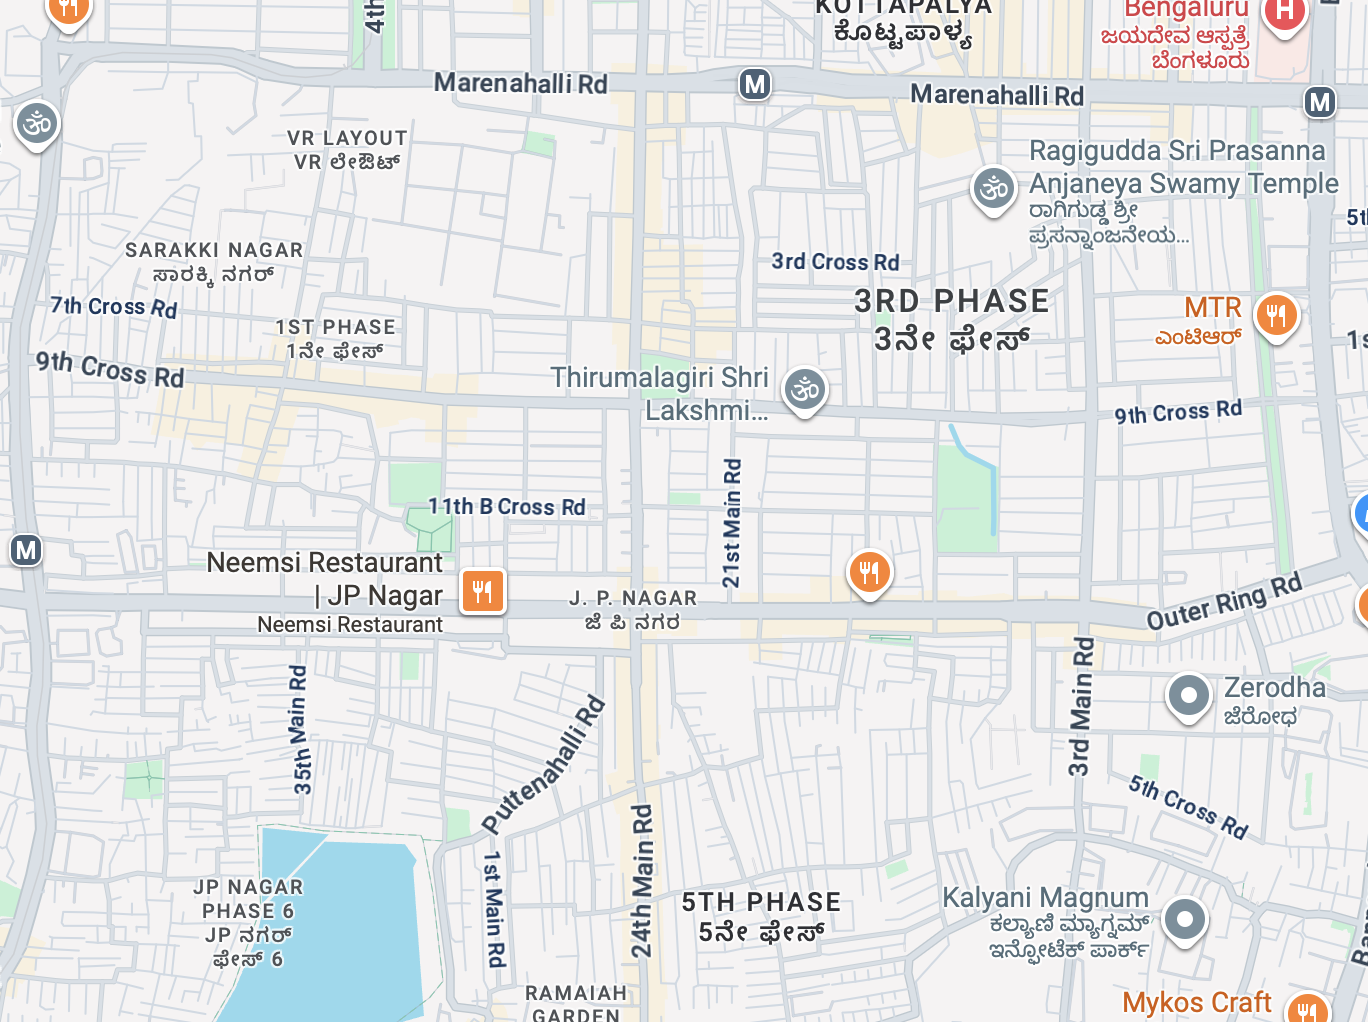 4th
KOTTAPALYA
ಕೊಟ್ಟಪಾಳ್ಯ
Bengaluru
ಜಯದೇವ ಆಸ್ಪತ್ರೆ
ಬೆಂಗಳೂರು
H
Marenahalli Rd
M
Marenahalli Rd
M
VR LAYOUT
VR ಲೇಔಟ್
Ragigudda Sri Prasanna
Anjaneya Swamy Temple
ರಾಗಿಗುಡ್ಡ ಶ್ರೀ
ಪ್ರಸನ್ನಾಂಜನೇಯ...
5t
SARAKKI NAGAR
ಸಾರಕ್ಕಿ ನಗರ್
3rd Cross Rd
7th Cross Rd
3RD PHASE
3ನೇ ಫೇಸ್
MTR
ಎಂಟಿಆರ್
1ST PHASE
1ನೇ ಫೇಸ್
1s
9th Cross Rd
Thirumalagiri Shri
Lakshmi...
9th Cross Rd
11th B Cross Rd
21st Main Rd
M
Neemsi Restaurant
| JP Nagar
Neemsi Restaurant
J. P. NAGAR
ಜೆ ಪಿ ನಗರ
Outer Ring Rd
35th Main Rd
Puttenahalli Rd
3rd Main Rd
Zerodha
ಜೆರೋಧ
5th Cross Rd
24th Main Rd
1st Main Rd
JP NAGAR
PHASE 6
JP ನಗರ್
ಫೇಸ್ 6
5TH PHASE
5ನೇ ಫೇಸ್
Kalyani Magnum
ಕಲ್ಯಾಣಿ ಮ್ಯಾಗ್ನಮ್
ಇನ್ಫೋಟೆಕ್ ಪಾರ್ಕ್
RAMAIAH
GARDEN
Mykos Craft